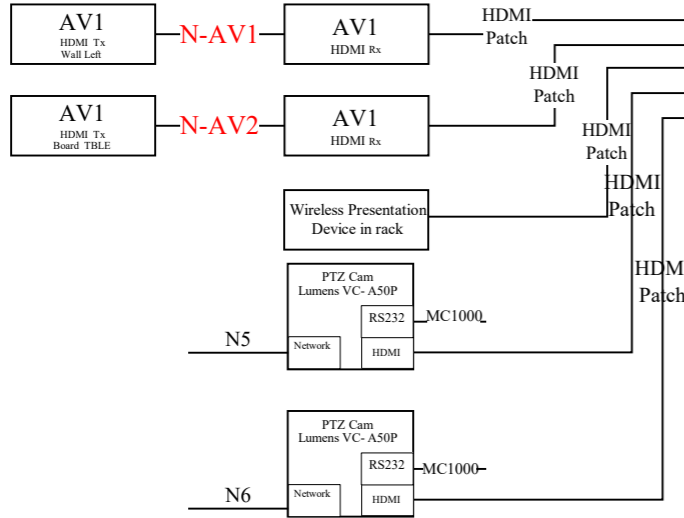 AV1
HDMI Tx
Wall Left
N-AV1
AV1
HDMI Rx
HDMI
Patch
AV1
HDMI Tx
Board TBLE
N-AV2
AV1
HDMI Rx
HDMI
Patch
HDMI
Patch
Wireless Presentation
Device in rack
HDMI
Patch
PTZ Cam
Lumens VC- A50P
RS232
MC1000
N5
Network
HDMI
HDMI
Patch
PTZ Cam
Lumens VC- A50P
RS232
MC1000
N6
Network
HDMI